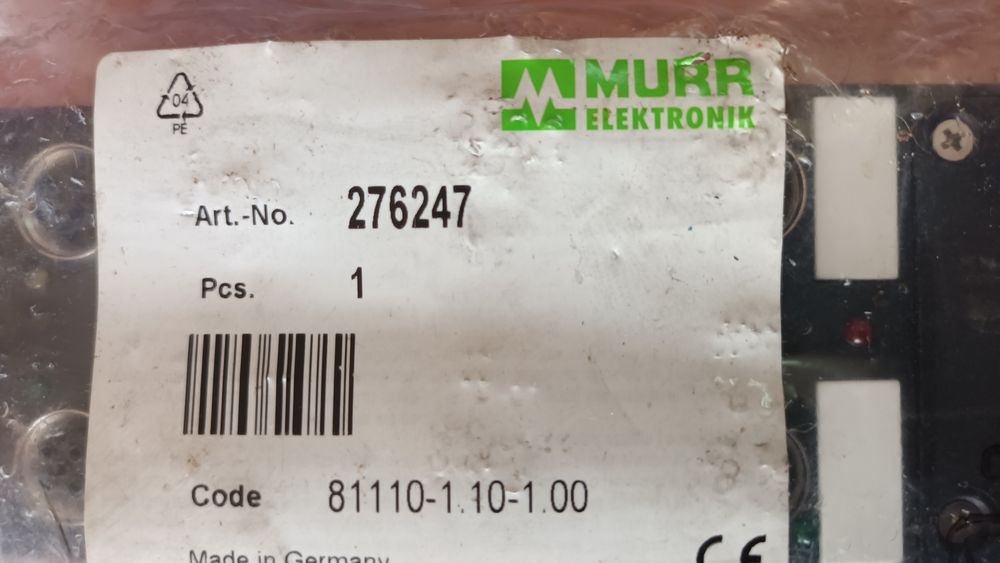 04
PE
MURR
ELEKTRONIK
Art.-No. 276247
Pcs. 1
Code 81110-1.10-1.00
Made in Germany
CE